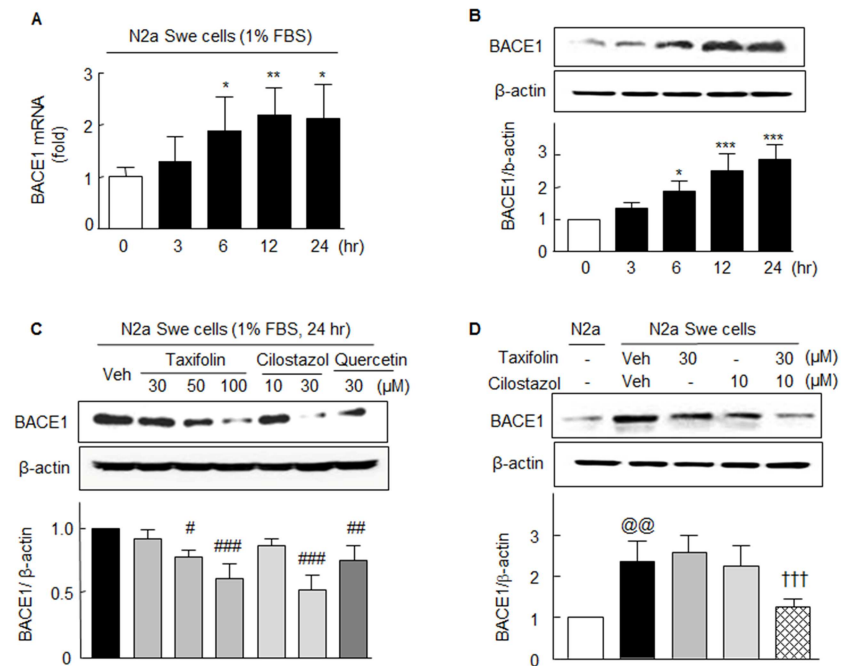 A
N2a Swe cells (1% FBS)
BACE1 mRNA
(fold)
3
2
1
0
*
**
*
0 3 6 12 24 (hr)
B
BACE1
β-actin
BACE1/b-actin
3
2
1
0
*
***
***
0 3 6 12 24 (hr)
C
N2a Swe cells (1% FBS, 24 hr)
Veh Taxifolin Cilostazol Quercetin
30 50 100 10 30 30 (μM)
BACE1
β-actin
BACE1/ β-actin
1.0
0.5
0
#
###
###
##
D
N2a N2a Swe cells
Taxifolin - Veh 30 - 30 (μM)
Cilostazol - Veh - 10 10 (μM)
BACE1
β-actin
BACE1/β-actin
3
2
1
0
@@
†††